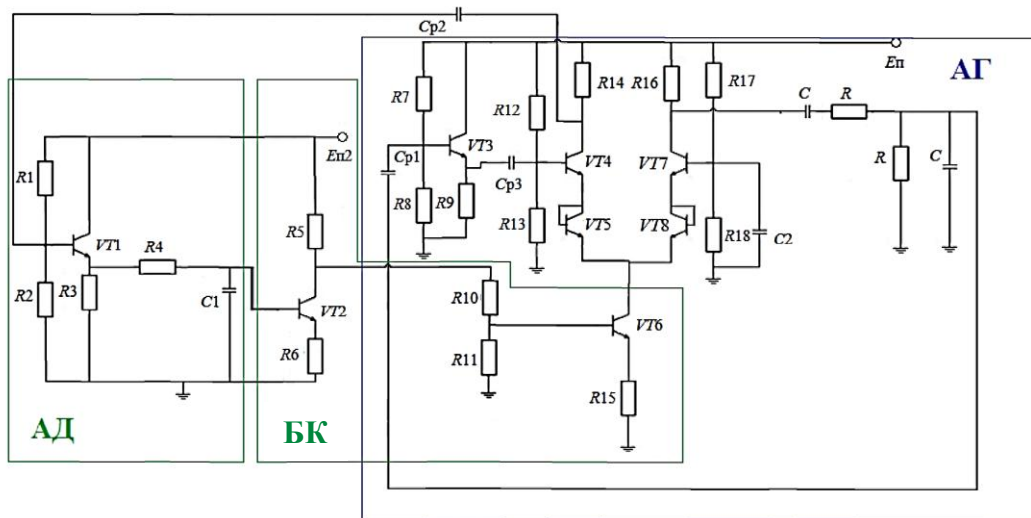 Cp2
АГ
Eп
R14
R16
R17
R7
R12
C
R
Eп2
Cp1
VT3
VT4
VT7
R
C
R1
Cp3
R8
R9
R13
VT5
VT8
R18
C2
VT1
R4
R5
R2
R3
C1
VT2
R10
VT6
R6
R11
R15
АД
БК